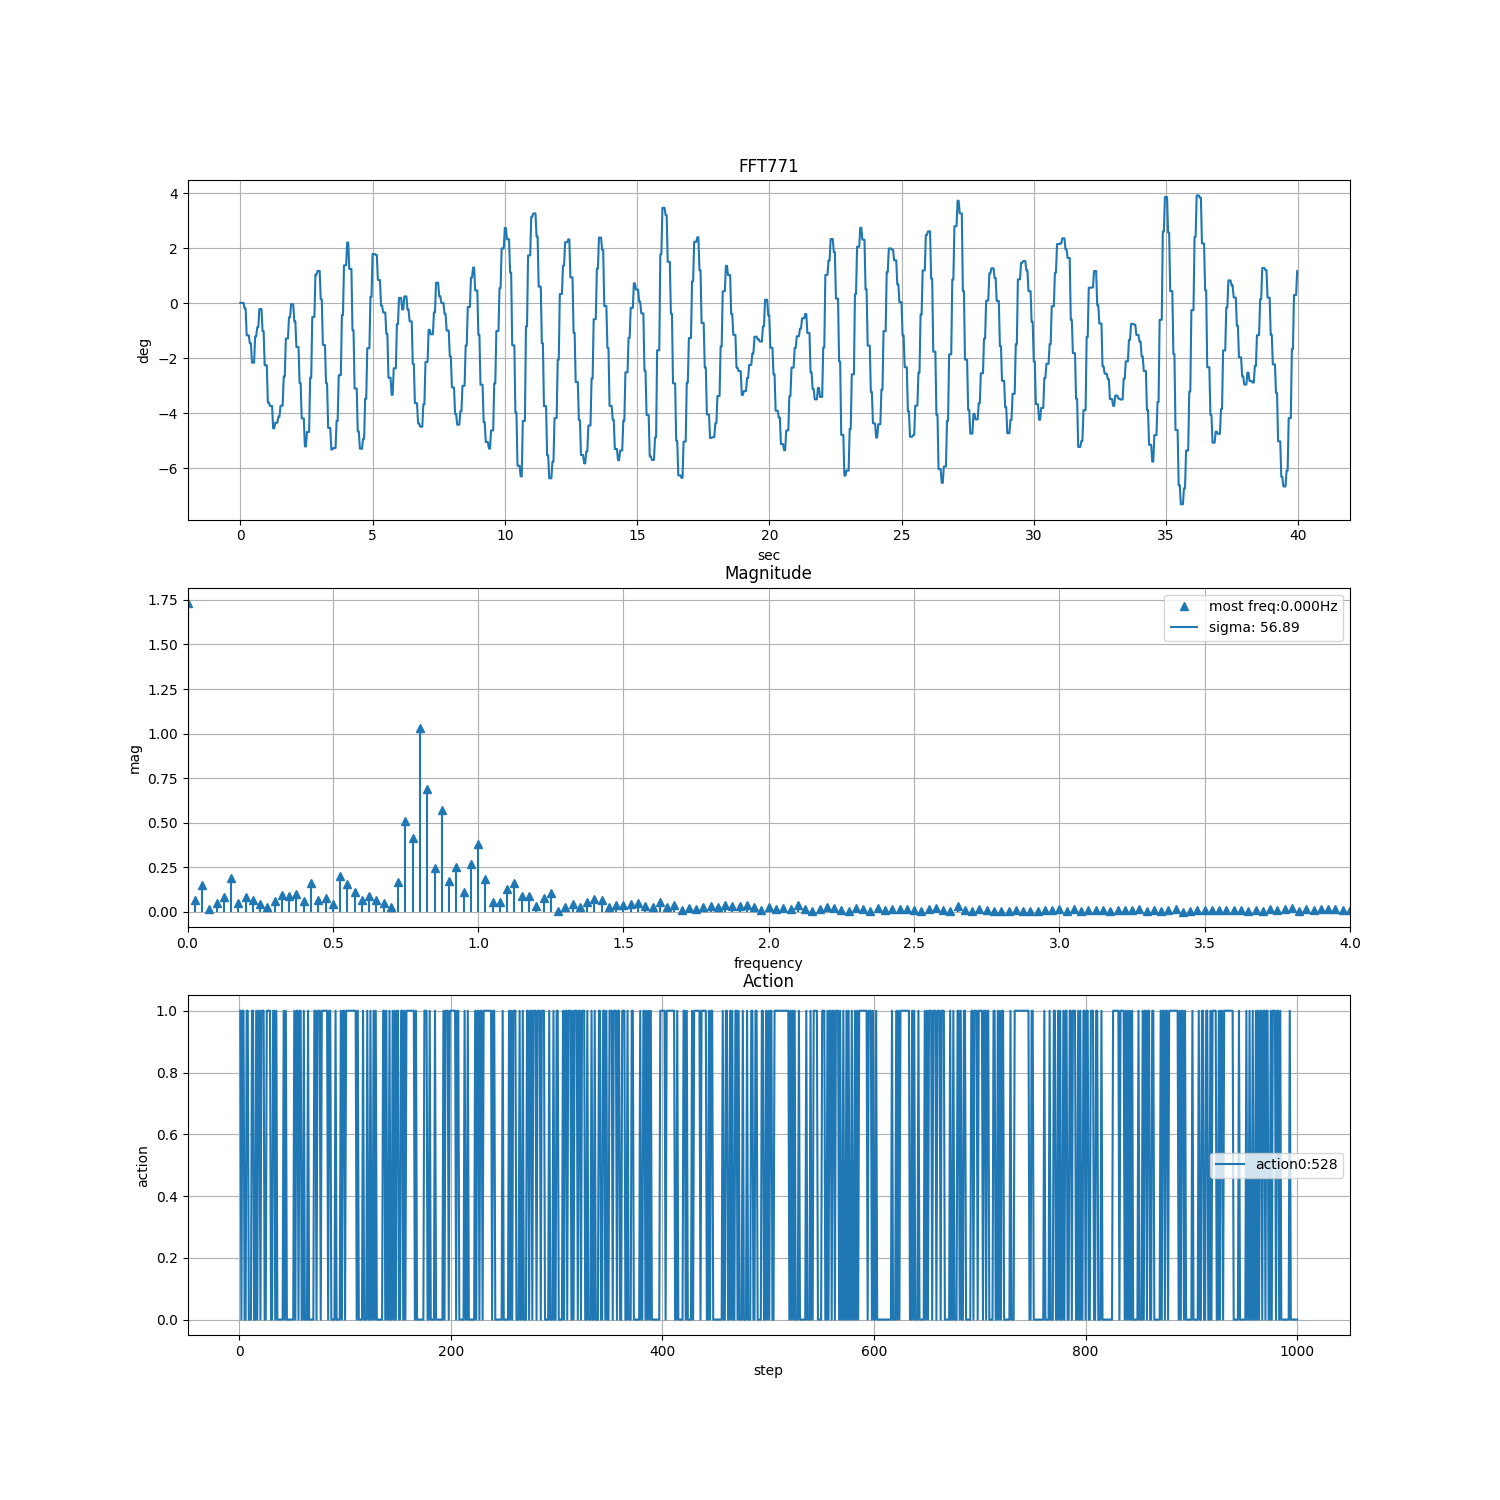 FFT771
4
2
0
−2
−4
−6
deg
0 5 10 15 20 25 30 35 40
sec
Magnitude
1.75
1.50
1.25
1.00
0.75
0.50
0.25
0.00
mag
most freq:0.000Hz
sigma: 56.89
0.0 0.5 1.0 1.5 2.0 2.5 3.0 3.5 4.0
frequency
Action
1.0
0.8
0.6
0.4
0.2
0.0
action
action0:528
0 200 400 600 800 1000
step